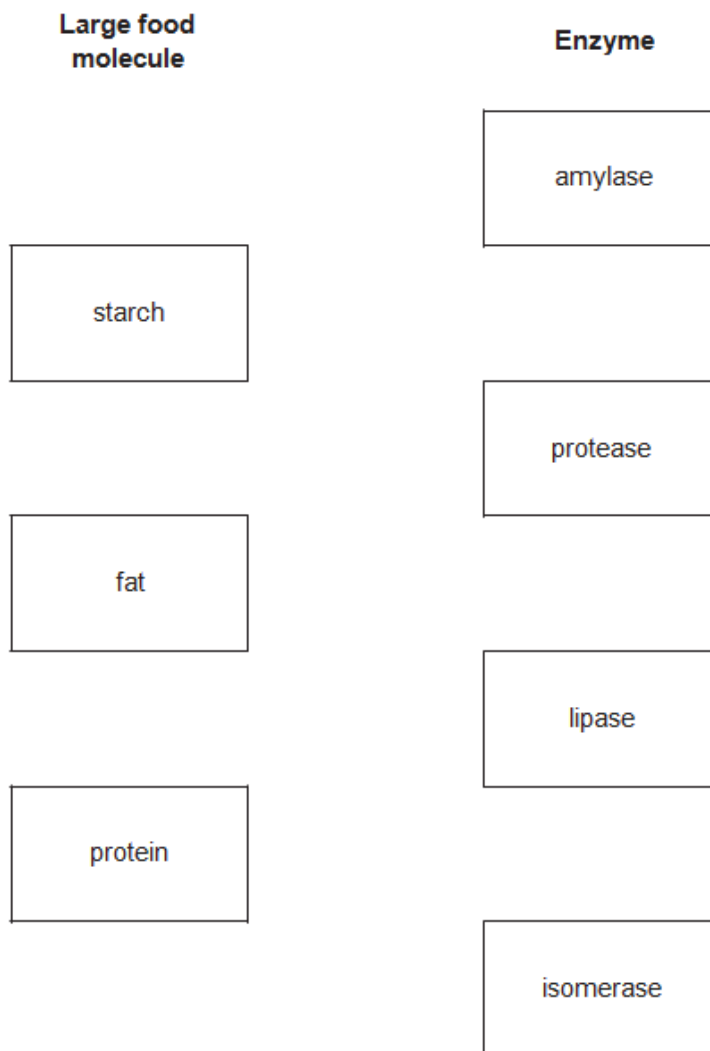 Large food
molecule
Enzyme
amylase
starch
protease
fat
lipase
protein
isomerase